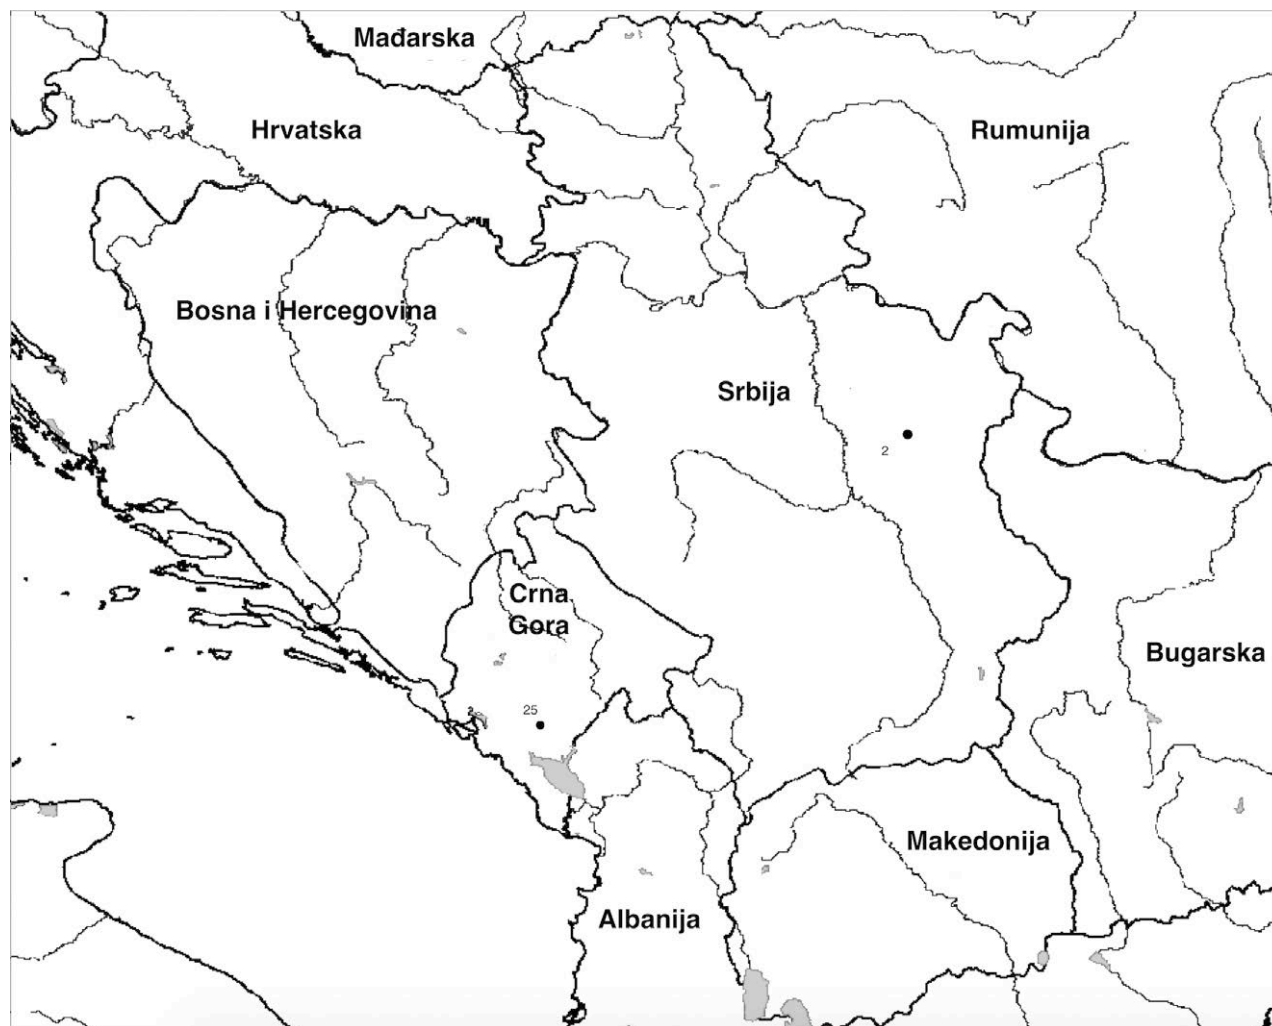 Mađarska
Hrvatska
Rumunija
Bosna i Hercegovina
Srbija
2
Crna
Gora
Bugarska
25
Makedonija
Albanija